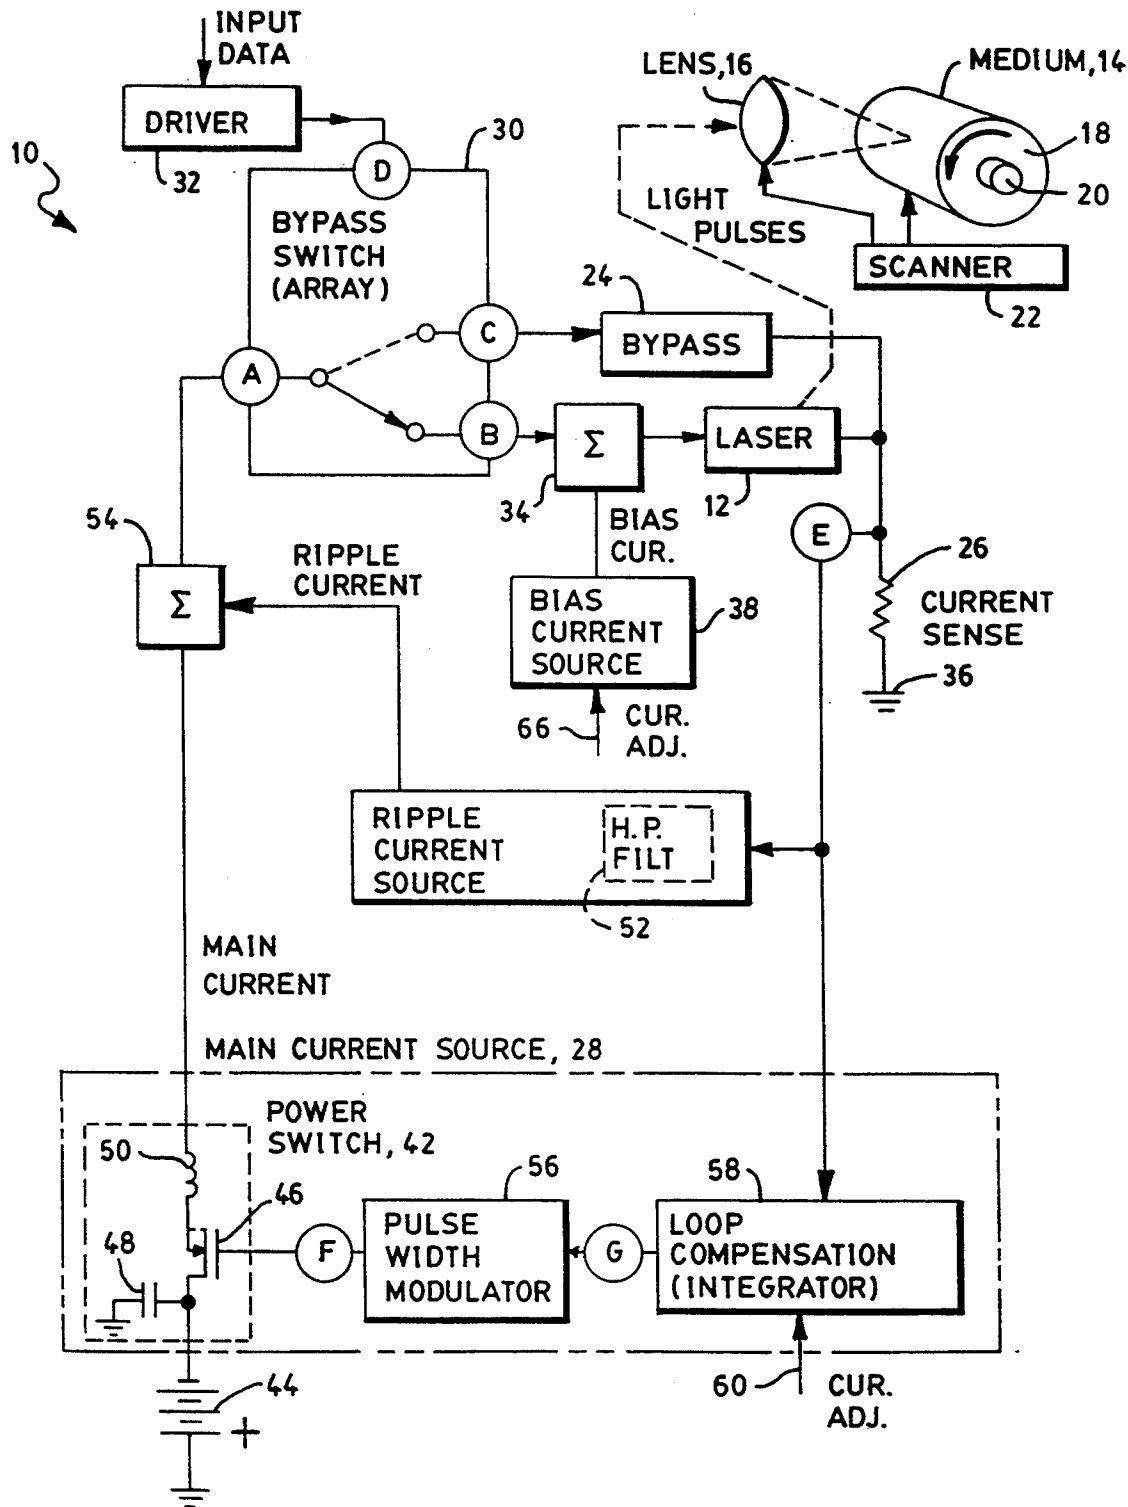 INPUT
DATA
DRIVER
32
10
D
30
BYPASS
SWITCH
(ARRAY)
A
C
B
LENS,16
MEDIUM,14
18
20
LIGHT
PULSES
SCANNER
22
24
BYPASS
Σ
34
LASER
12
BIAS
CUR.
E
26
CURRENT
SENSE
36
54
Σ
RIPPLE
CURRENT
BIAS
CURRENT
SOURCE
38
66
CUR.
ADJ.
RIPPLE
CURRENT
SOURCE
H.P.
FILT
52
MAIN
CURRENT
MAIN CURRENT SOURCE, 28
POWER
SWITCH, 42
50
46
48
F
56
PULSE
WIDTH
MODULATOR
G
58
LOOP
COMPENSATION
(INTEGRATOR)
60
CUR.
ADJ.
44
+